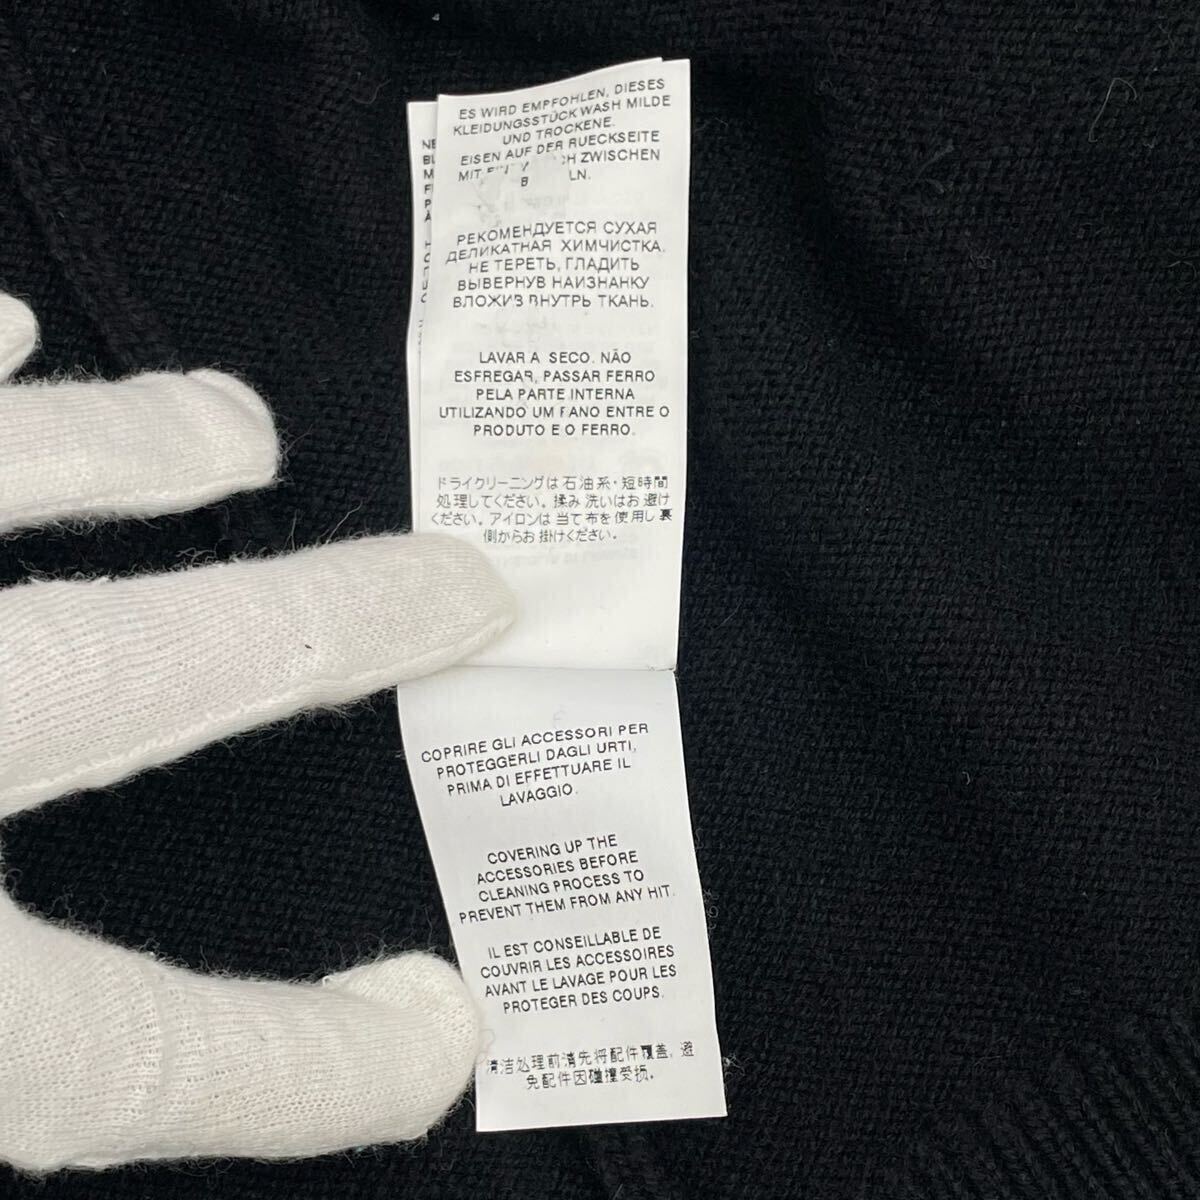 ES WIRD EMPFOHLEN, DIESES
KLEIDUNGSSTÜCK WASH MILDE
UND TROCKENE.
EISEN AUF DER RUECKSEITE
MIT ZWISCHEN
РЕКОМЕНДУЕТСЯ СУХАЯ
ДЕЛИКАТНАЯ ХИМЧИСТКА.
НЕ ТЕРЕТЬ, ГЛАДИТЬ
ВЫВЕРНУВ НАИЗНАНКУ
ВЛОЖИВ ВНУТРЬ ТКАНЬ.
LAVAR A SECO. NÃO
ESFREGAR, PASSAR FERRO
PELA PARTE INTERNA
UTILIZANDO UM PANO ENTRE O
PRODUTO E O FERRO.
ドライクリーニングは石油系・短時間
処理してください。揉み洗いはお避け
ください。アイロンは当て布を使用し裏
側からお掛けください。
COPRIRE GLI ACCESSORI PER
PROTEGGERLI DAGLI URTI,
PRIMA DI EFFETTUARE IL
LAVAGGIO.
COVERING UP THE
ACCESSORIES BEFORE
CLEANING PROCESS TO
PREVENT THEM FROM ANY HIT.
IL EST CONSEILLABLE DE
COUVRIR LES ACCESSOIRES
AVANT LE LAVAGE POUR LES
PROTEGER DES COUPS.
清洁处理前请先将配件覆盖，避
免配件因碰撞受损。